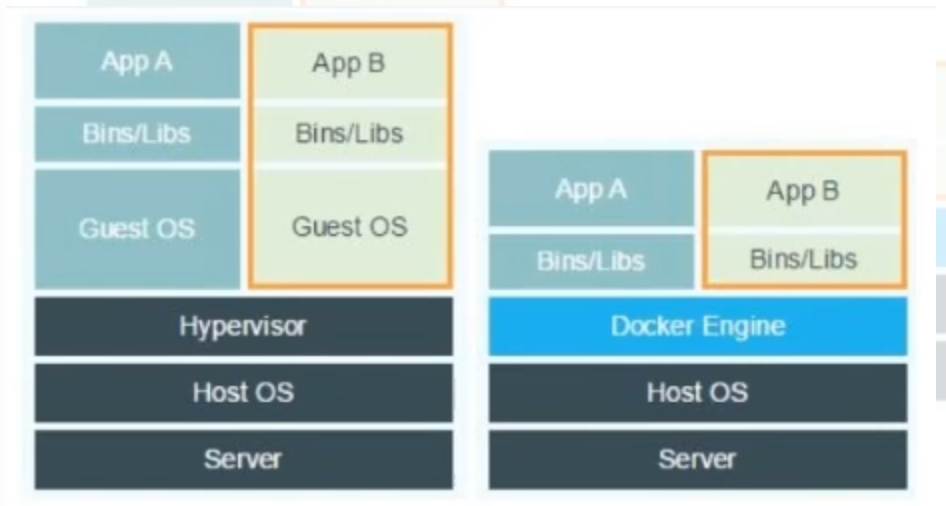 App A
App B
Bins/Libs
Bins/Libs
Guest OS
Guest OS
Hypervisor
Host OS
Server
App A
App B
Bins/Libs
Bins/Libs
Docker Engine
Host OS
Server